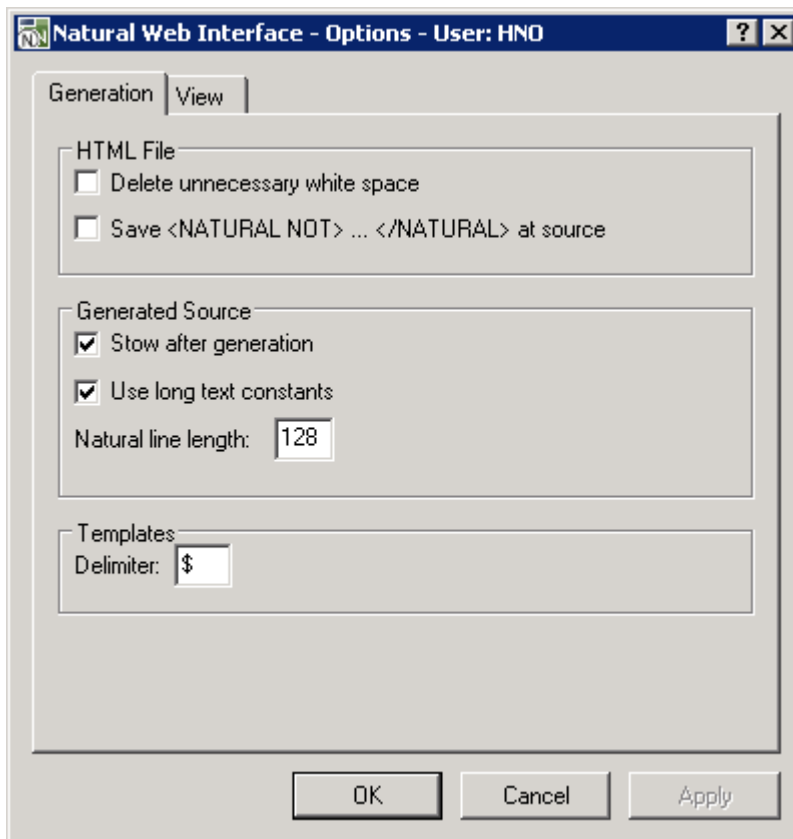 Natural Web Interface - Options - User: HNO
Generation View
HTML File
Delete unnecessary white space
Save <NATURAL NOT> ... </NATURAL> at source
Generated Source
Stow after generation
Use long text constants
Natural line length: 128
Templates
Delimiter: $
OK Cancel Apply